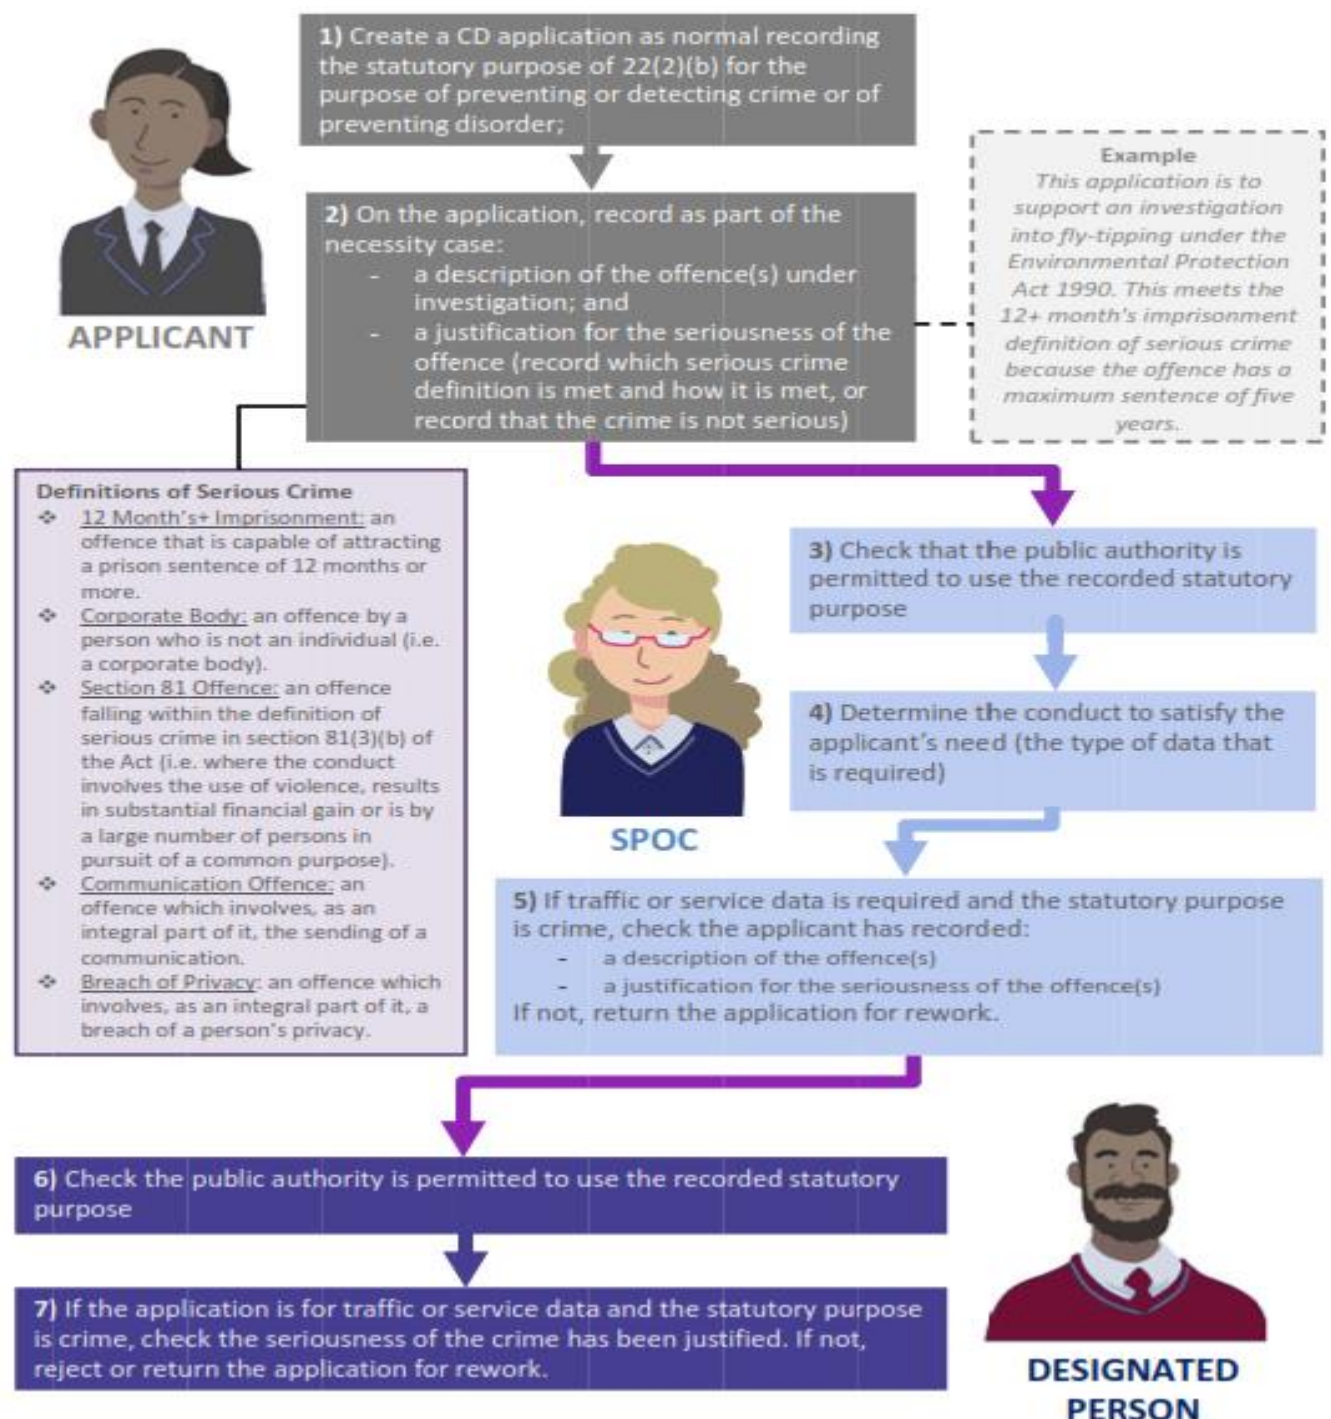 1) Create a CD application as normal recording
the statutory purpose of 22(2)(b) for the
purpose of preventing or detecting crime or of
preventing disorder;
APPLICANT
2) On the application, record as part of the
necessity case:
- a description of the offence(s) under
investigation; and
- a justification for the seriousness of the
offence (record which serious crime
definition is met and how it is met, or
record that the crime is not serious)
Example
This application is to
support an investigation
into fly-tipping under the
Environmental Protection
Act 1990. This meets the
12+ month's imprisonment
definition of serious crime
because the offence has a
maximum sentence of five
years.
Definitions of Serious Crime
❖ 12 Month's+ Imprisonment: an
offence that is capable of attracting
a prison sentence of 12 months or
more.
❖ Corporate Body: an offence by a
person who is not an individual (i.e.
a corporate body).
❖ Section 81 Offence: an offence
falling within the definition of
serious crime in section 81(3)(b) of
the Act (i.e. where the conduct
involves the use of violence, results
in substantial financial gain or is by
a large number of persons in
pursuit of a common purpose).
❖ Communication Offence: an
offence which involves, as an
integral part of it, the sending of a
communication.
❖ Breach of Privacy: an offence which
involves, as an integral part of it, a
breach of a person's privacy.
SPOC
3) Check that the public authority is
permitted to use the recorded statutory
purpose
4) Determine the conduct to satisfy the
applicant's need (the type of data that
is required)
5) If traffic or service data is required and the statutory purpose
is crime, check the applicant has recorded:
- a description of the offence(s)
- a justification for the seriousness of the offence(s)
If not, return the application for rework.
6) Check the public authority is permitted to use the recorded statutory
purpose
7) If the application is for traffic or service data and the statutory purpose
is crime, check the seriousness of the crime has been justified. If not,
reject or return the application for rework.
DESIGNATED
PERSON